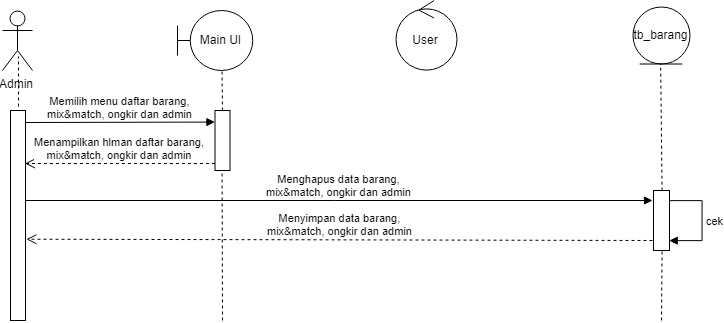 Admin
Main UI
User
tb_barang
Memilih menu daftar barang,
mix&match, ongkir dan admin
Menampilkan hlman daftar barang,
mix&match, ongkir dan admin
Menghapus data barang,
mix&match, ongkir dan admin
Menyimpan data barang,
mix&match, ongkir dan admin
cek